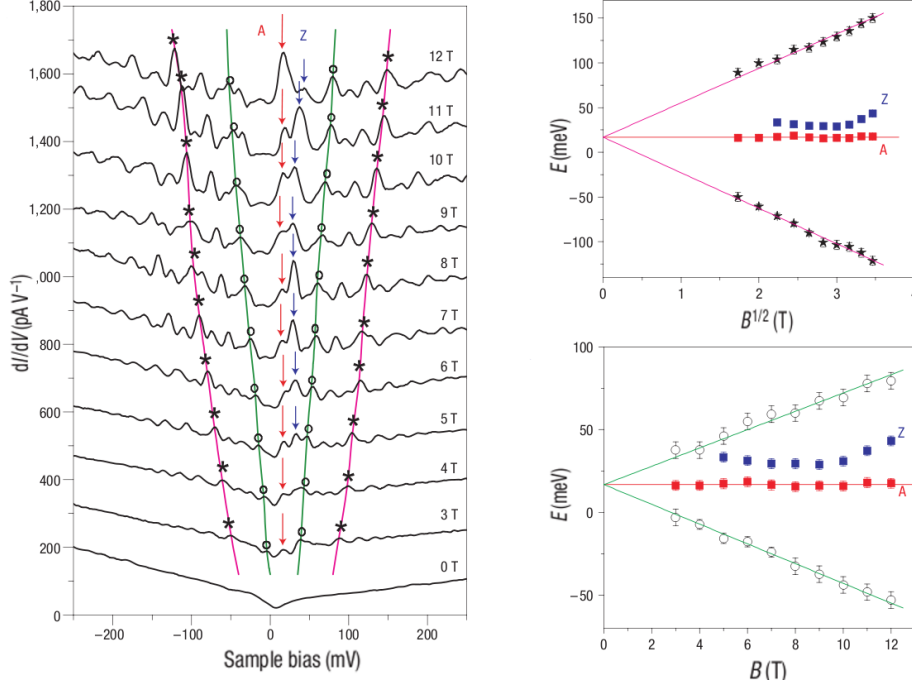 1,800
1,600
1,400
1,200
,000
800
600
400
200
0
dI/dV (pA V⁻¹)
−200
−100
0
100
200
Sample bias (mV)
A
Z
12 T
11 T
10 T
9 T
8 T
7 T
6 T
5 T
4 T
3 T
0 T
150
100
50
0
−50
−100
E (meV)
0
1
2
3
4
B¹/² (T)
Z
A
100
50
0
−50
E (meV)
0
2
4
6
8
10
12
B (T)
Z
A